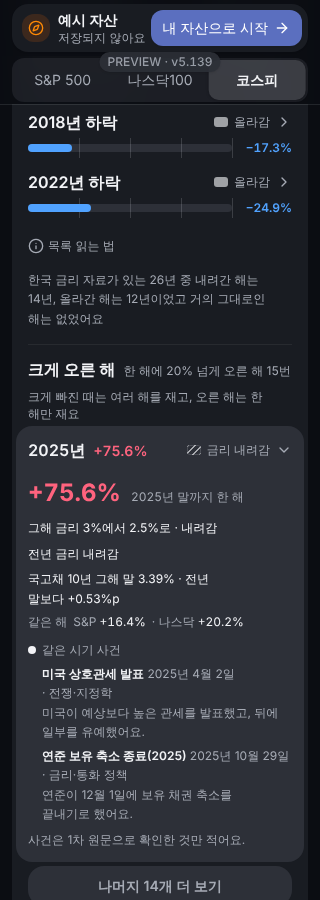 예시 자산
저장되지 않아요
내 자산으로 시작 →
PREVIEW · v5.139
S&P 500
나스닥100
코스피
2018년 하락
올라감
−17.3%
2022년 하락
올라감
−24.9%
목록 읽는 법
한국 금리 자료가 있는 26년 중 내려간 해는
14년, 올라간 해는 12년이었고 거의 그대로인
해는 없었어요
크게 오른 해 한 해에 20% 넘게 오른 해 15번
크게 빠진 때는 여러 해를 재고, 오른 해는 한
해만 재요
2025년 +75.6%
금리 내려감
+75.6% 2025년 말까지 한 해
그해 금리 3%에서 2.5%로 · 내려감
전년 금리 내려감
국고채 10년 그해 말 3.39% · 전년
말보다 +0.53%p
같은 해 S&P +16.4% · 나스닥 +20.2%
같은 시기 사건
미국 상호관세 발표 2025년 4월 2일
· 전쟁·지정학
미국이 예상보다 높은 관세를 발표했고, 뒤에
일부를 유예했어요.
연준 보유 축소 종료(2025) 2025년 10월 29일
· 금리·통화 정책
연준이 12월 1일에 보유 채권 축소를
끝내기로 했어요.
사건은 1차 원문으로 확인한 것만 적어요.
나머지 14개 더 보기